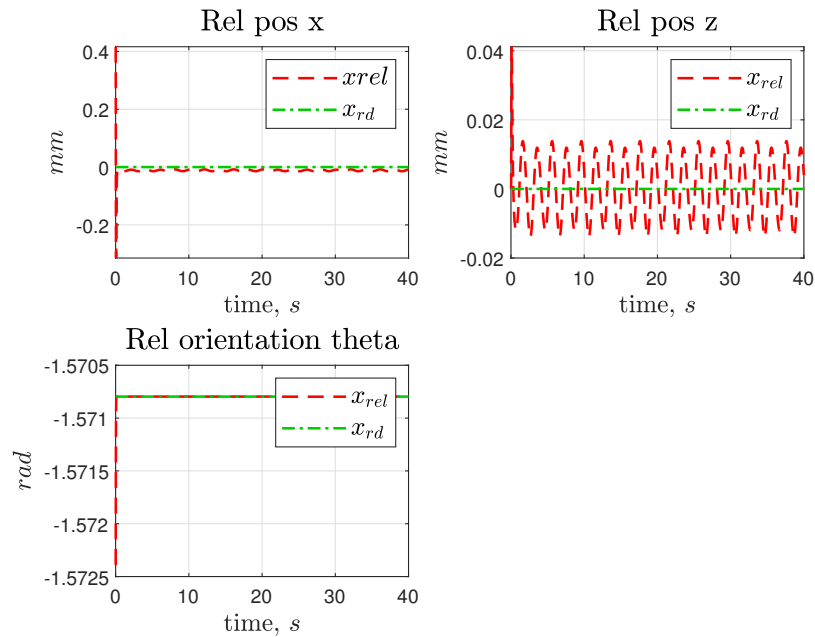 Rel pos x
0.4
0.2
0
-0.2
mm
xrel
x_rd
0
10
20
30
40
time, s
Rel pos z
0.04
0.02
0
-0.02
mm
x_rel
x_rd
0
10
20
30
40
time, s
Rel orientation theta
-1.5705
-1.571
-1.5715
-1.572
-1.5725
rad
x_rel
x_rd
0
10
20
30
40
time, s